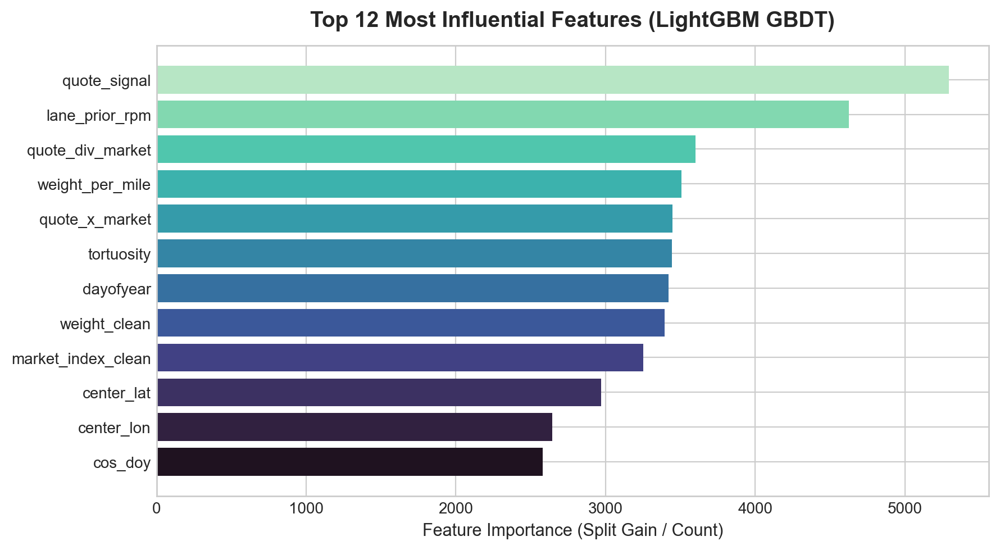 Top 12 Most Influential Features (LightGBM GBDT)
quote_signal
lane_prior_rpm
quote_div_market
weight_per_mile
quote_x_market
tortuosity
dayofyear
weight_clean
market_index_clean
center_lat
center_lon
cos_doy
0 1000 2000 3000 4000 5000
Feature Importance (Split Gain / Count)